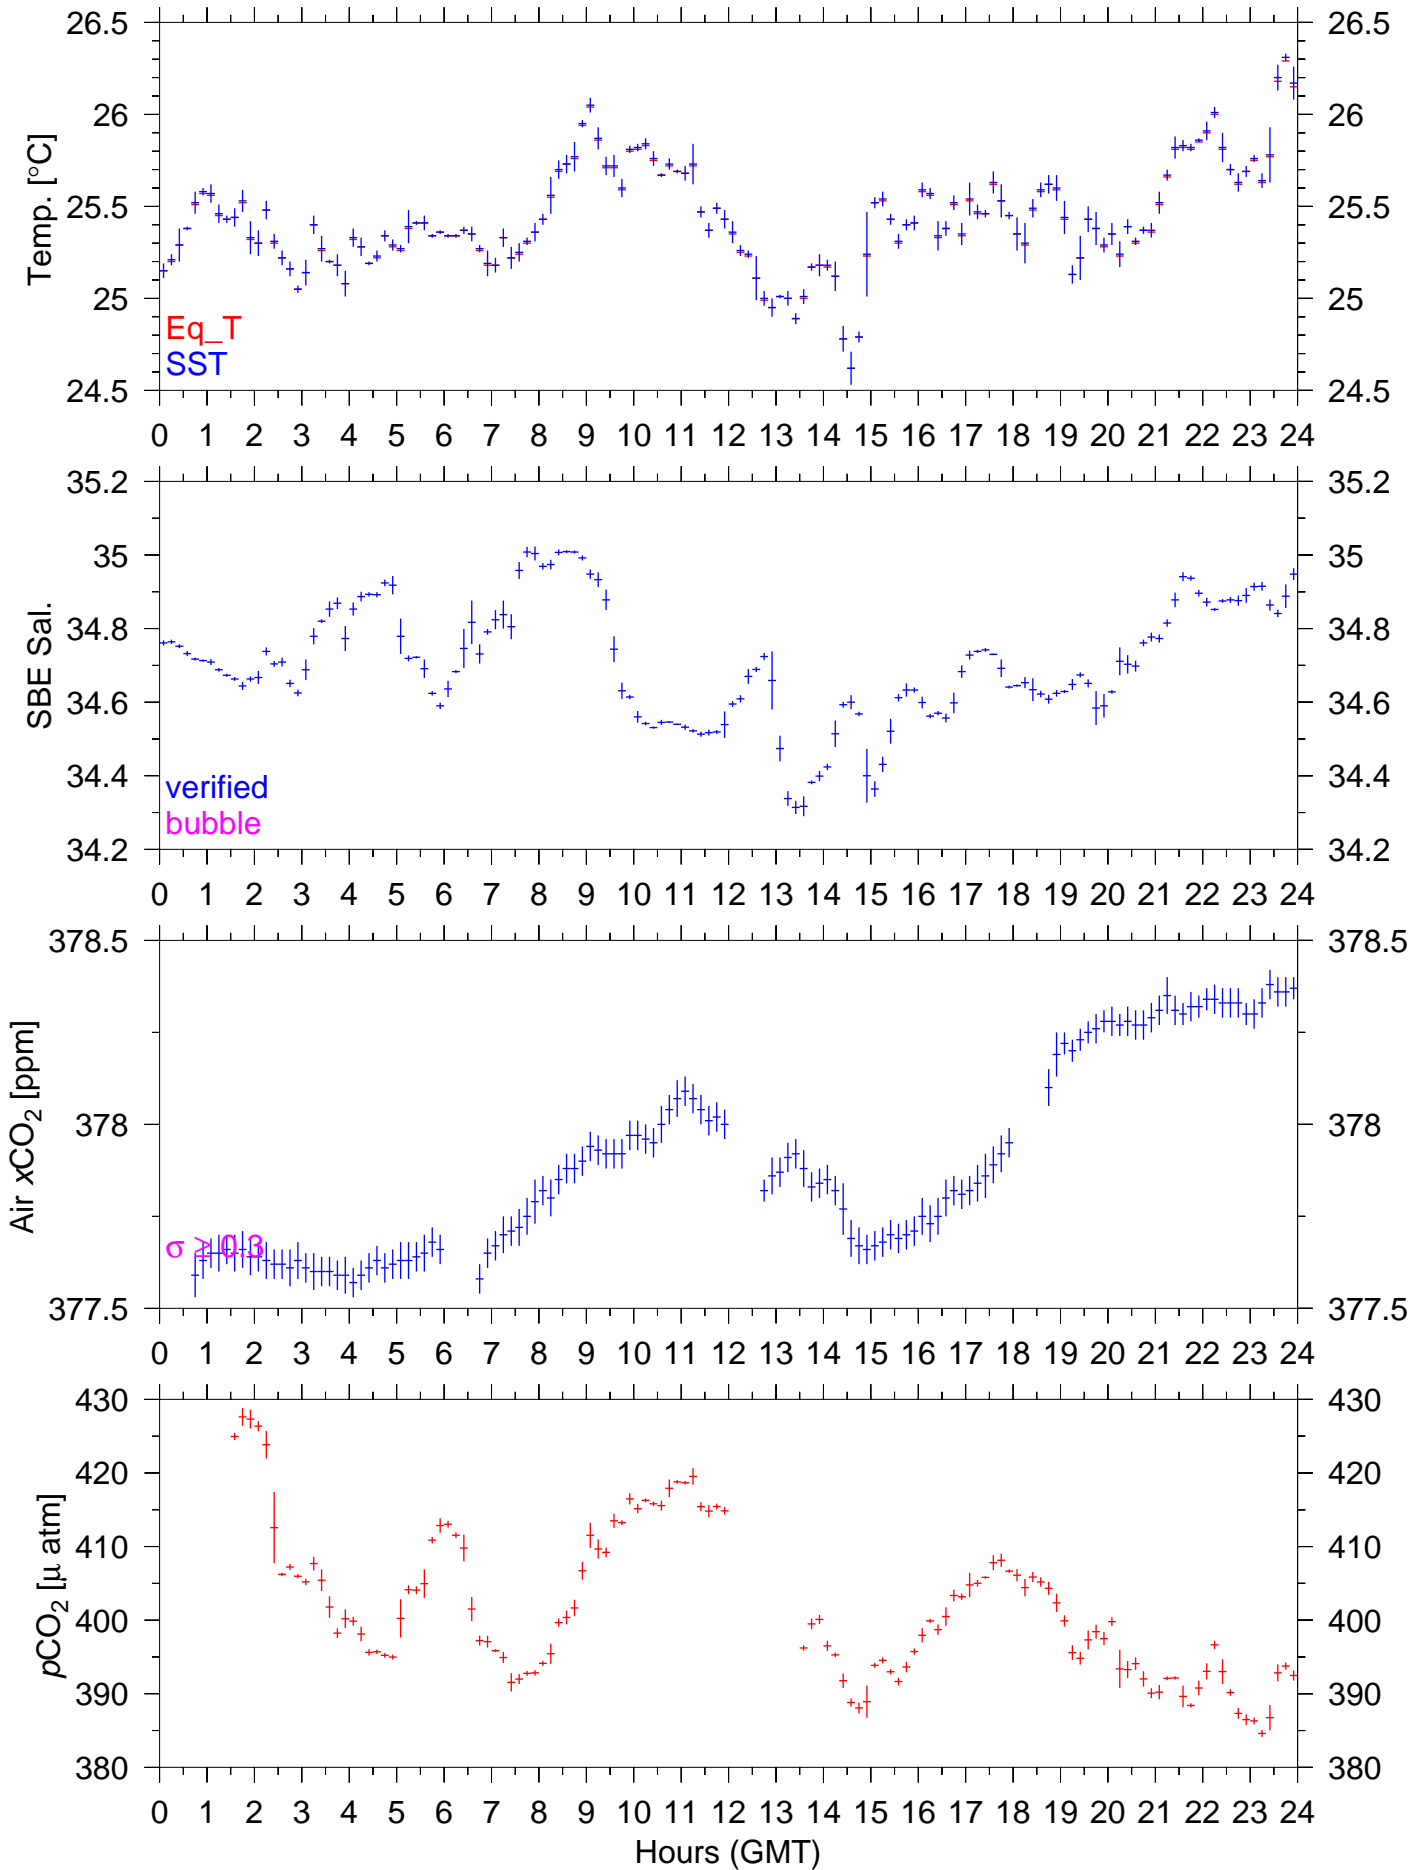 26.5 26.5
26 26
25.5 25.5
25 25
24.5 24.5
Temp. [°C]
Eq_T
SST
0 1 2 3 4 5 6 7 8 9 10 11 12 13 14 15 16 17 18 19 20 21 22 23 24
35.2 35.2
35 35
34.8 34.8
34.6 34.6
34.4 34.4
34.2 34.2
SBE Sal.
verified
bubble
0 1 2 3 4 5 6 7 8 9 10 11 12 13 14 15 16 17 18 19 20 21 22 23 24
378.5 378.5
378 378
377.5 377.5
Air xCO₂ [ppm]
σ ≥ 0.3
0 1 2 3 4 5 6 7 8 9 10 11 12 13 14 15 16 17 18 19 20 21 22 23 24
430 430
420 420
410 410
400 400
390 390
380 380
pCO₂ [μ atm]
0 1 2 3 4 5 6 7 8 9 10 11 12 13 14 15 16 17 18 19 20 21 22 23 24
Hours (GMT)